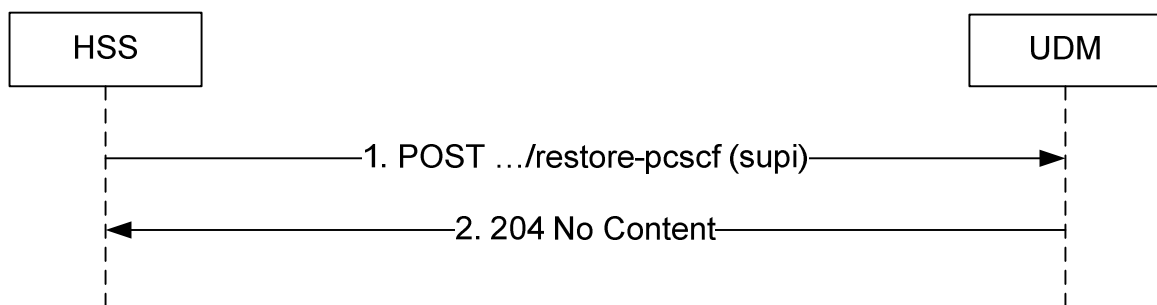 HSS
UDM
1. POST …/restore-pcscf (supi)
2. 204 No Content